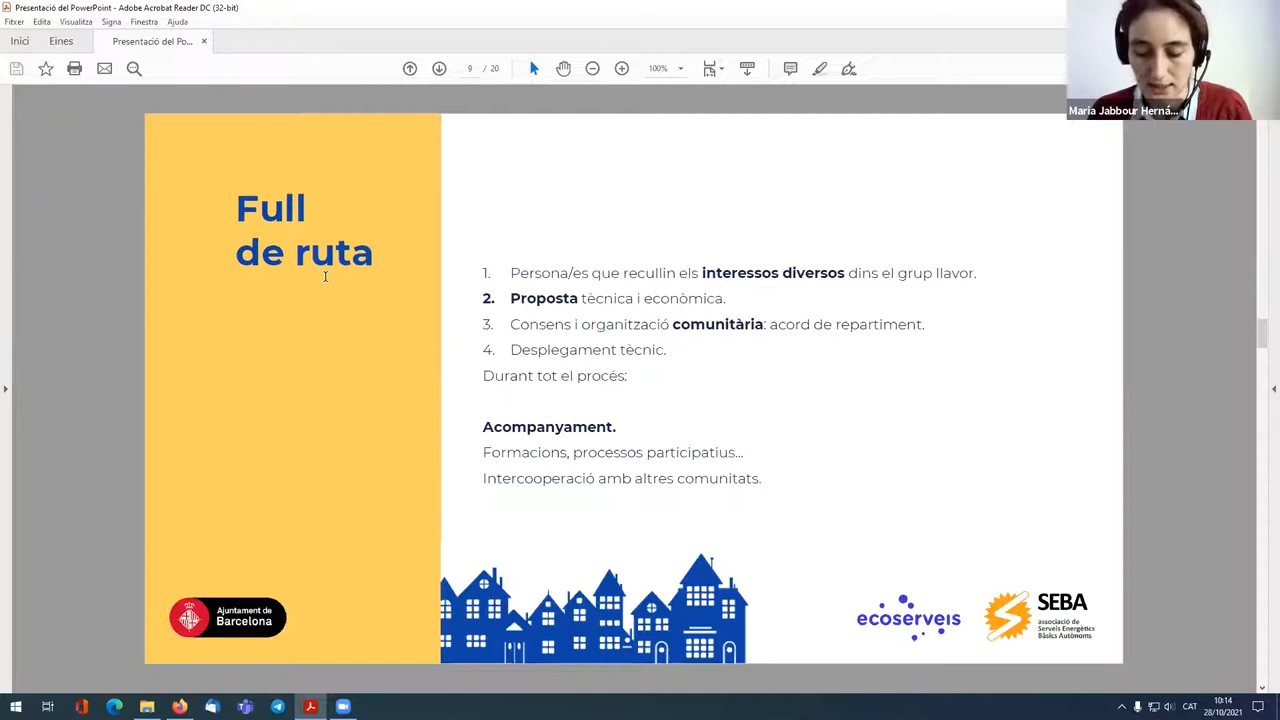 Presentació del PowerPoint - Adobe Acrobat Reader DC (32-bit)
Fitxer Edita Visualitza Signa Finestra Ajuda
Inici Eines Presentació del Po... ×
9 / 20 100%
Maria Jabbour Herná...
Full
de ruta
1. Persona/es que recullin els interessos diversos dins el grup llavor.
2. Proposta tècnica i econòmica.
3. Consens i organització comunitària: acord de repartiment.
4. Desplegament tècnic.
Durant tot el procés:
Acompanyament.
Formacions, processos participatius...
Intercooperació amb altres comunitats.
Ajuntament de
Barcelona
ecoserveis
SEBA
associació de
Serveis Energètics
Bàsics Autònoms
CAT
10:14
28/10/2021